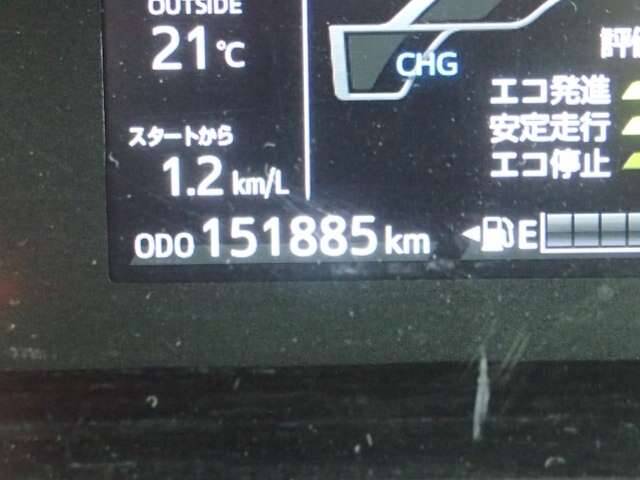 OUTSIDE
21℃
CHG
エコ発進
安定走行
エコ停止
スタートから
1.2 km/L
ODO 151885 km
E